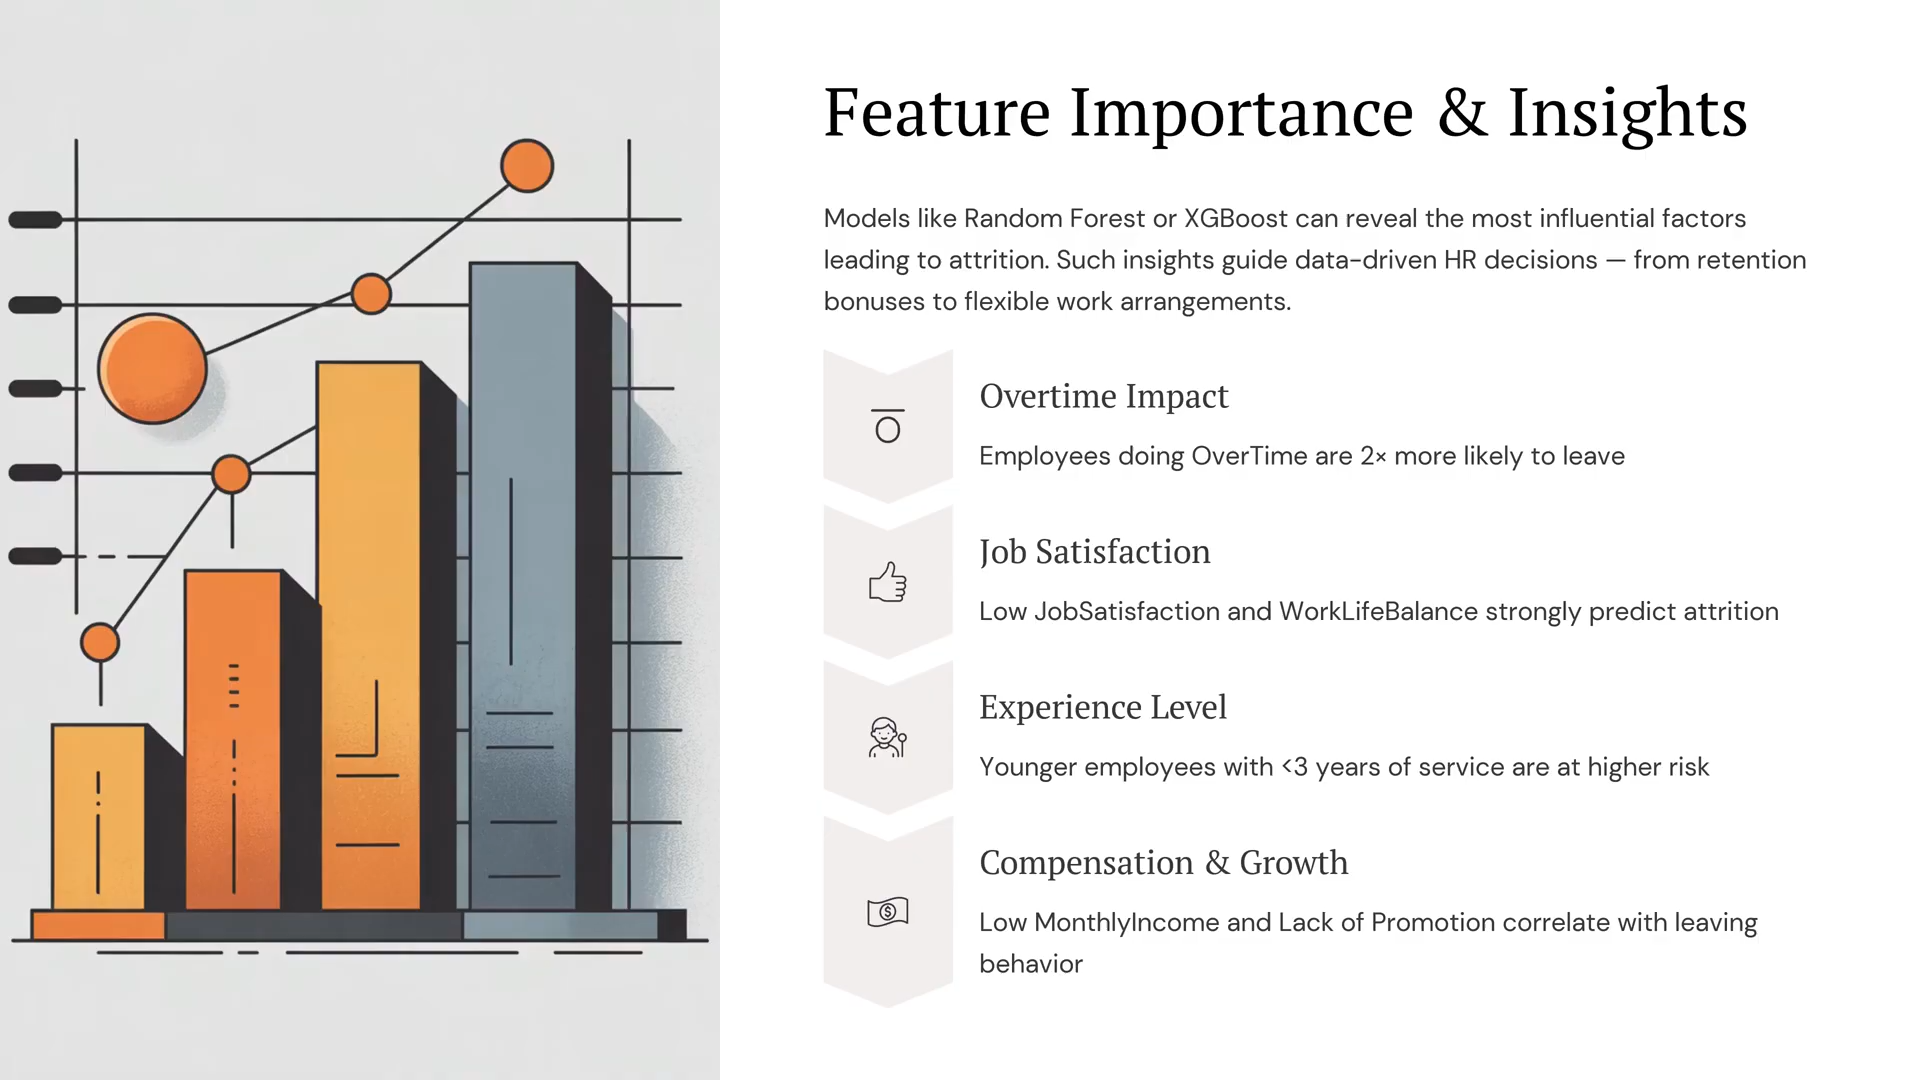 Feature Importance & Insights
Models like Random Forest or XGBoost can reveal the most influential factors
leading to attrition. Such insights guide data-driven HR decisions — from retention
bonuses to flexible work arrangements.
Overtime Impact
Employees doing OverTime are 2× more likely to leave
Job Satisfaction
Low JobSatisfaction and WorkLifeBalance strongly predict attrition
Experience Level
Younger employees with <3 years of service are at higher risk
Compensation & Growth
Low MonthlyIncome and Lack of Promotion correlate with leaving
behavior